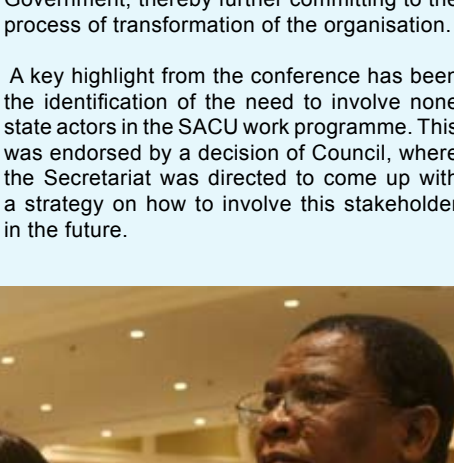 Government, thereby further committing to the
process of transformation of the organisation.
A key highlight from the conference has been
the identification of the need to involve none
state actors in the SACU work programme. This
was endorsed by a decision of Council, where
the Secretariat was directed to come up with
a strategy on how to involve this stakeholder
in the future.